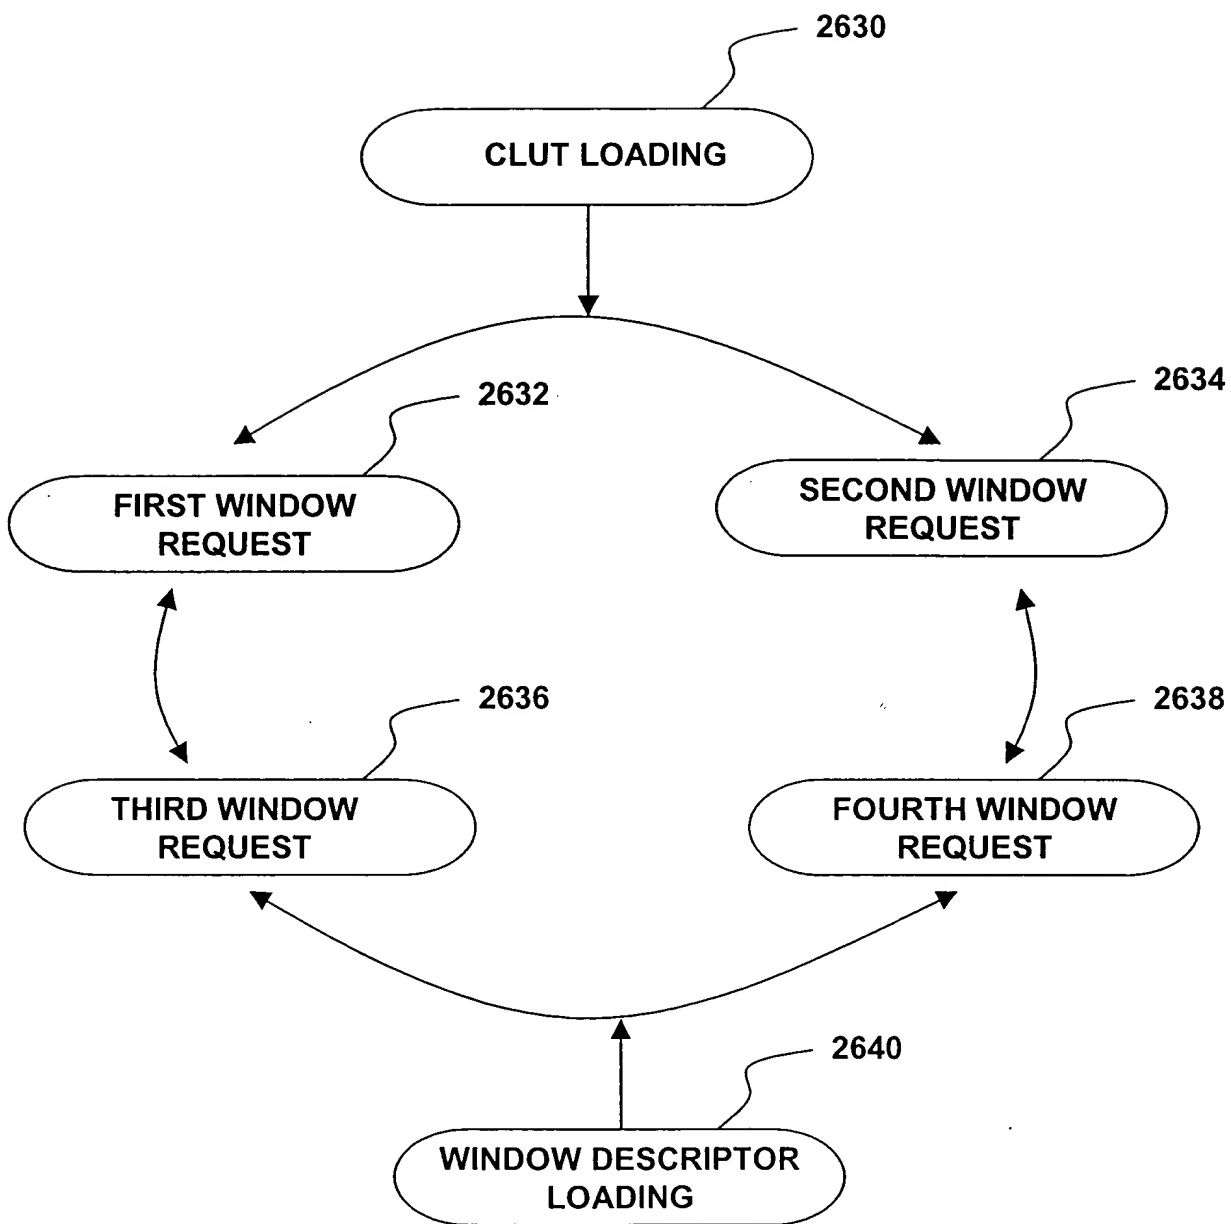 2630
CLUT LOADING
2632
2634
FIRST WINDOW
REQUEST
SECOND WINDOW
REQUEST
2636
2638
THIRD WINDOW
REQUEST
FOURTH WINDOW
REQUEST
2640
WINDOW DESCRIPTOR
LOADING